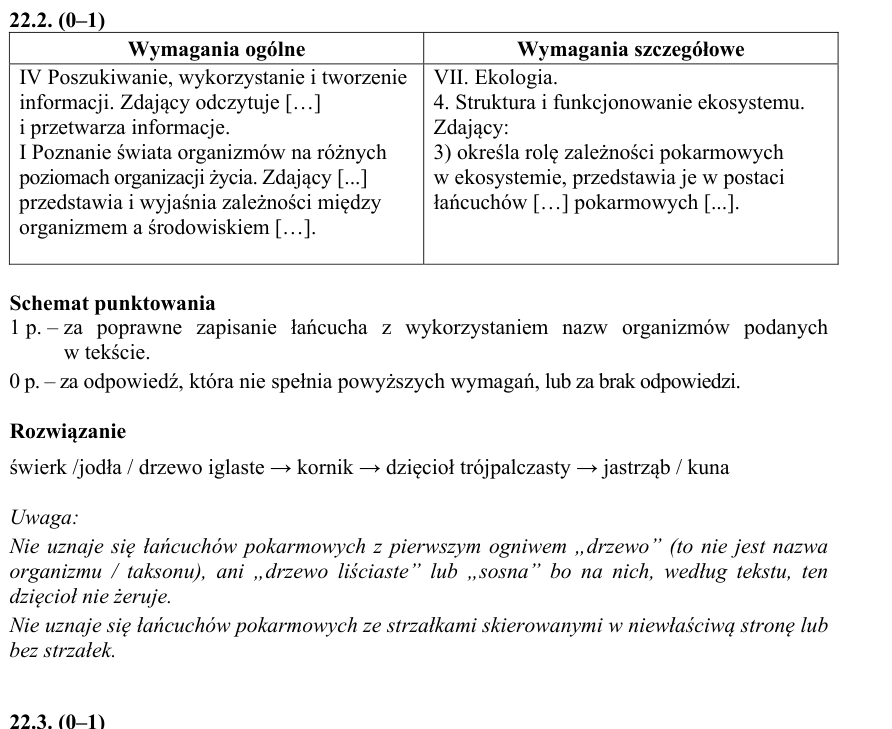 22.2. (0–1)
Wymagania ogólne
Wymagania szczegółowe
IV Poszukiwanie, wykorzystanie i tworzenie
informacji. Zdający odczytuje […]
i przetwarza informacje.
I Poznanie świata organizmów na różnych
poziomach organizacji życia. Zdający [...]
przedstawia i wyjaśnia zależności między
organizmem a środowiskiem […].
VII. Ekologia.
4. Struktura i funkcjonowanie ekosystemu.
Zdający:
3) określa rolę zależności pokarmowych
w ekosystemie, przedstawia je w postaci
łańcuchów […] pokarmowych [...].
Schemat punktowania
1 p. – za poprawne zapisanie łańcucha z wykorzystaniem nazw organizmów podanych
w tekście.
0 p. – za odpowiedź, która nie spełnia powyższych wymagań, lub za brak odpowiedzi.
Rozwiązanie
świerk /jodła / drzewo iglaste → kornik → dzięcioł trójpalczasty → jastrząb / kuna
Uwaga:
Nie uznaje się łańcuchów pokarmowych z pierwszym ogniwem „drzewo” (to nie jest nazwa
organizmu / taksonu), ani „drzewo liściaste” lub „sosna” bo na nich, według tekstu, ten
dzięcioł nie żeruje.
Nie uznaje się łańcuchów pokarmowych ze strzałkami skierowanymi w niewłaściwą stronę lub
bez strzałek.
22.3. (0–1)